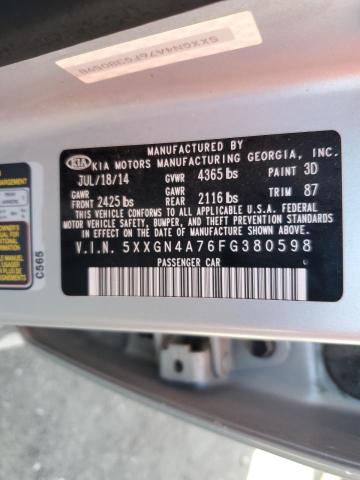 5XXGN4A76FG380598
MANUFACTURED BY
KIA KIA MOTORS MANUFACTURING GEORGIA, INC.
JUL/18/14 GVWR 4365 lbs PAINT 3D
GAWR FRONT 2425 lbs GAWR REAR 2116 lbs TRIM 87
THIS VEHICLE CONFORMS TO ALL APPLICABLE U.S.A. FEDERAL
MOTOR VEHICLE SAFETY, BUMPER, AND THEFT PREVENTION STANDARDS
IN EFFECT ON THE DATE OF MANUFACTURE SHOWN ABOVE.
V.I.N. 5XXGN4A76FG380598
PASSENGER CAR
C565